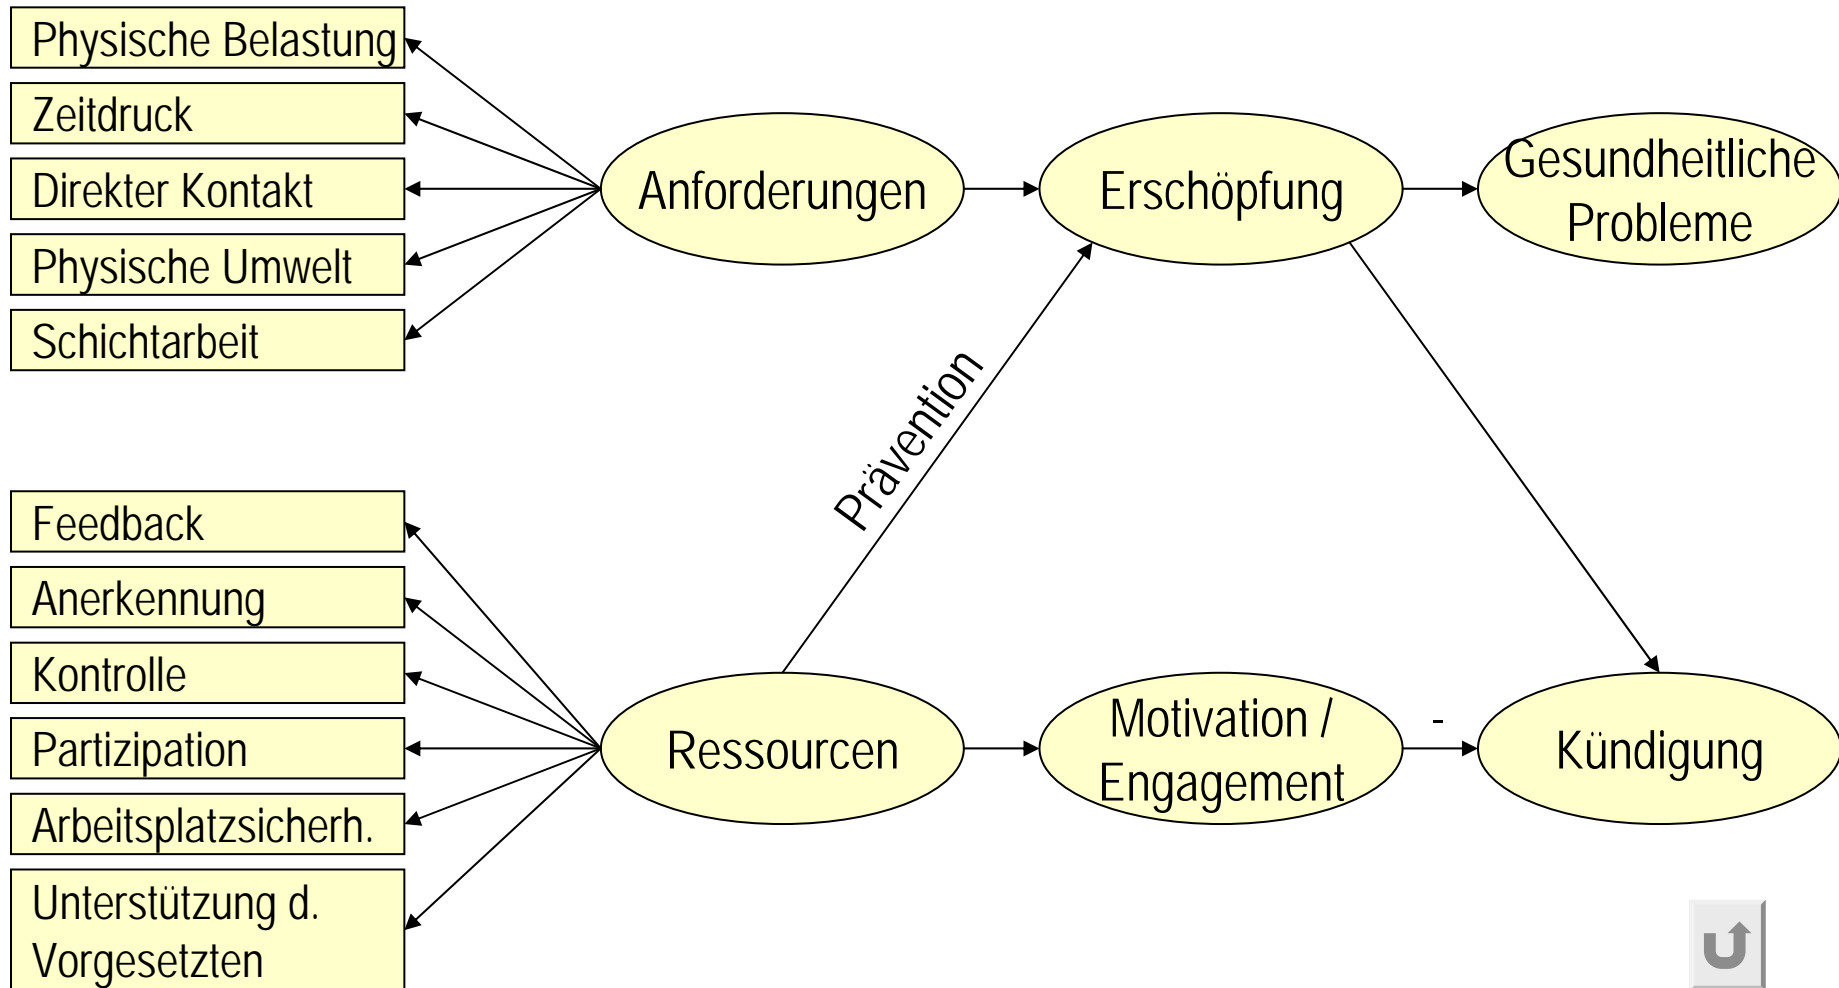 Physische Belastung
Zeitdruck
Direkter Kontakt
Physische Umwelt
Schichtarbeit
Anforderungen
Erschöpfung
Gesundheitliche
Probleme
Prävention
Feedback
Anerkennung
Kontrolle
Partizipation
Arbeitsplatzsicherh.
Unterstützung d.
Vorgesetzten
Ressourcen
Motivation /
Engagement
-
Kündigung